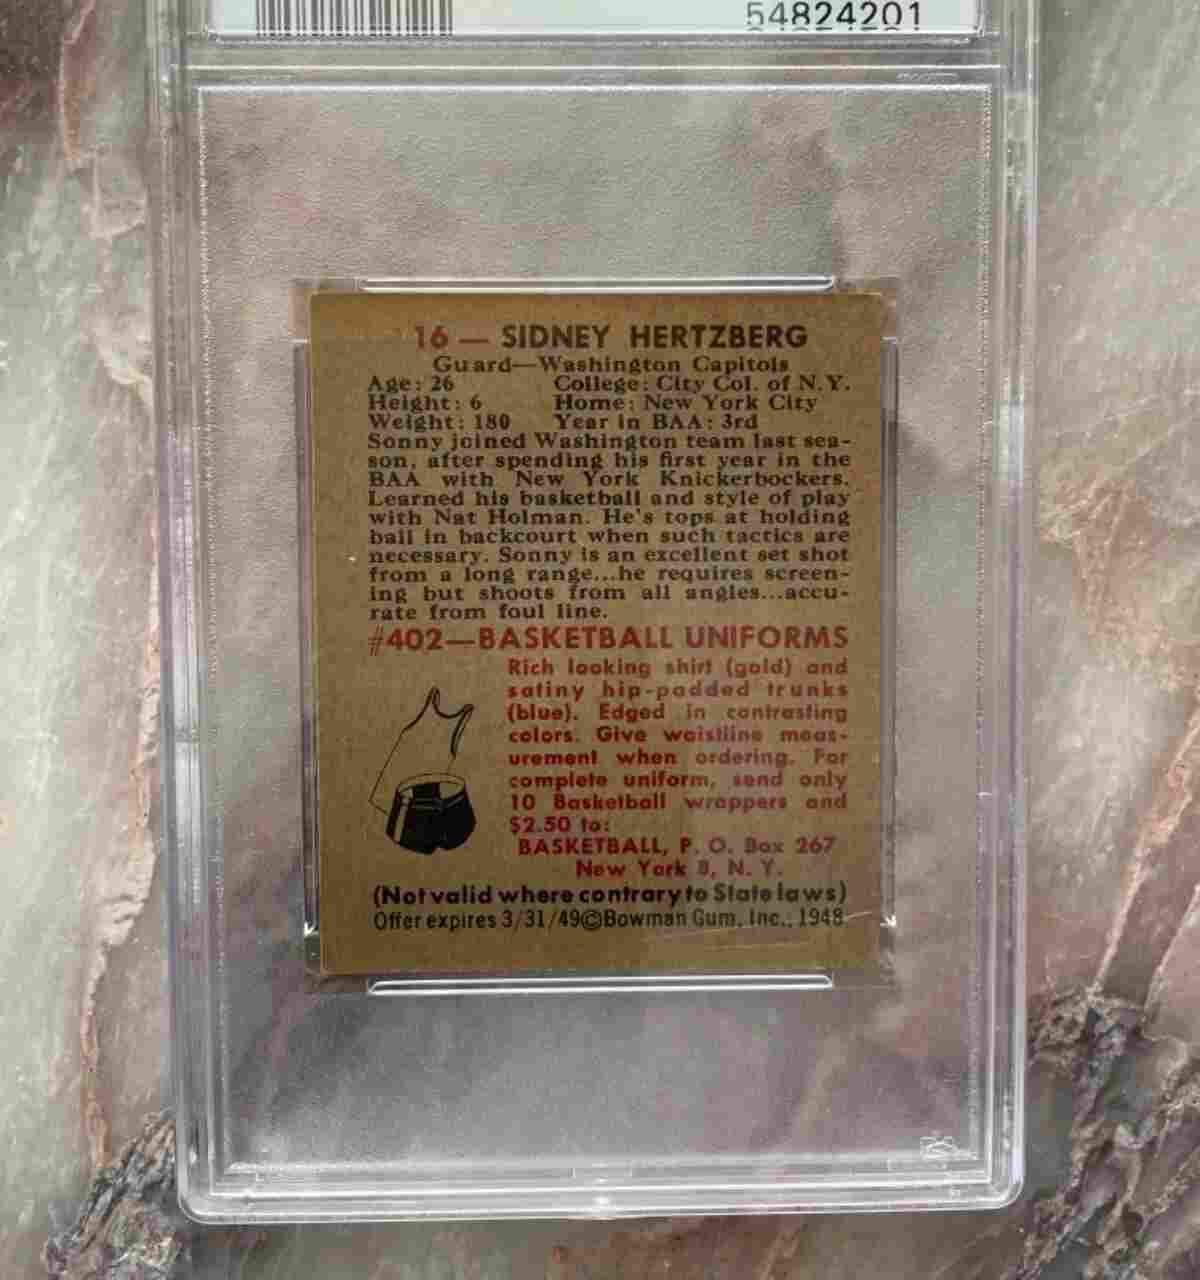 54824201
16 — SIDNEY HERTZBERG
Guard—Washington Capitols
Age: 26 College: City Col. of N.Y.
Height: 6 Home: New York City
Weight: 180 Year in BAA: 3rd
Sonny joined Washington team last sea-
son, after spending his first year in the
BAA with New York Knickerbockers.
Learned his basketball and style of play
with Nat Holman. He's tops at holding
ball in backcourt when such tactics are
necessary. Sonny is an excellent set shot
from a long range...he requires screen-
ing but shoots from all angles...accu-
rate from foul line.
#402—BASKETBALL UNIFORMS
Rich looking shirt (gold) and
satiny hip-padded trunks
(blue). Edged in contrasting
colors. Give waistline meas-
urement when ordering. For
complete uniform, send only
10 Basketball wrappers and
$2.50 to:
BASKETBALL, P. O. Box 267
New York 8, N. Y.
(Not valid where contrary to State laws)
Offer expires 3/31/49©Bowman Gum, Inc., 1948